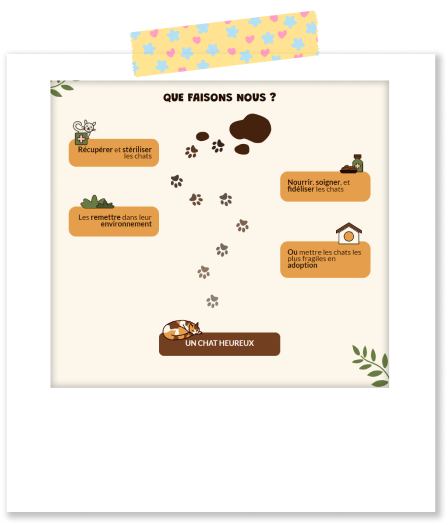 QUE FAISONS NOUS ?
Récupérer et stériliser
les chats
Nourrir, soigner, et
fidéliser les chats
Les remettre dans leur
environnement
Ou mettre les chats les
plus fragiles en
adoption
UN CHAT HEUREUX